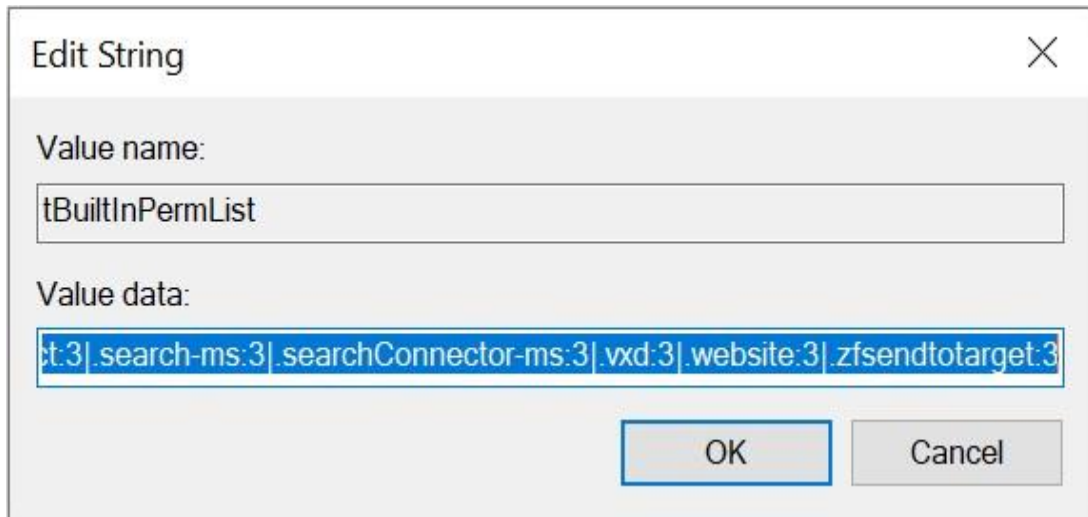 Edit String
Value name:
tBuiltInPermList
Value data:
ct:3|.search-ms:3|.searchConnector-ms:3|.vxd:3|.website:3|.zfsendtotarget:3
OK Cancel